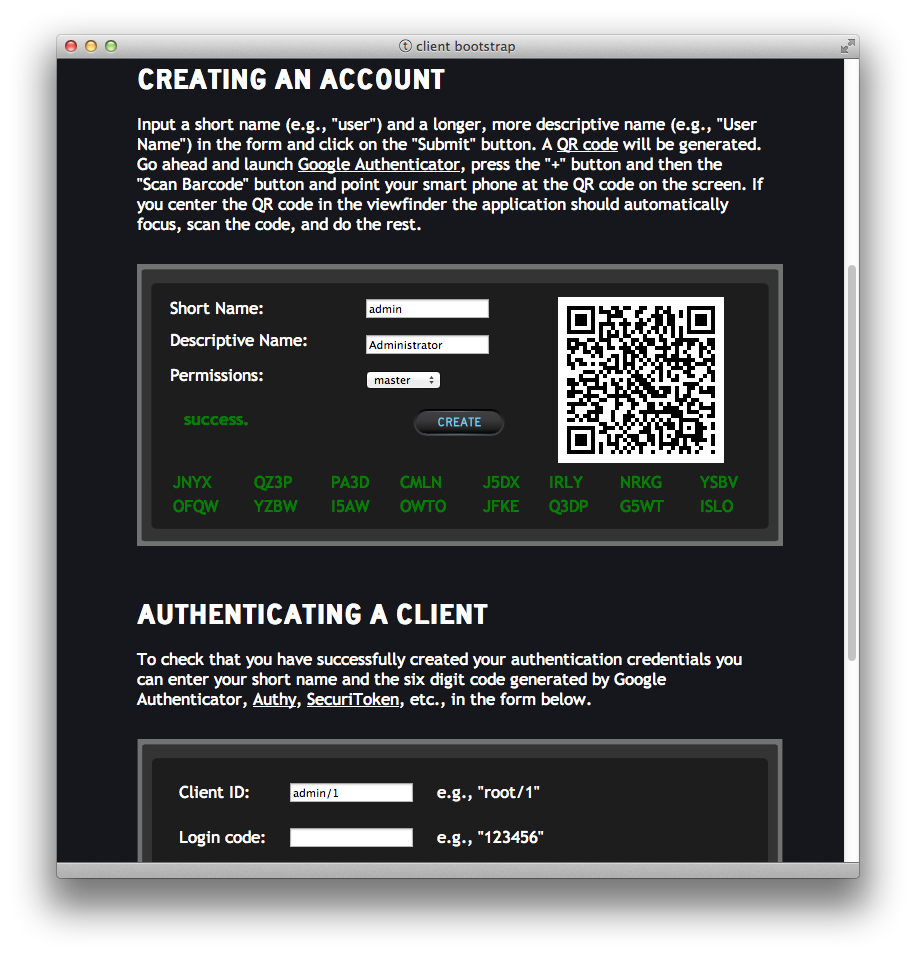 client bootstrap
CREATING AN ACCOUNT
Input a short name (e.g., "user") and a longer, more descriptive name (e.g., "User
Name") in the form and click on the "Submit" button. A QR code will be generated.
Go ahead and launch Google Authenticator, press the "+" button and then the
"Scan Barcode" button and point your smart phone at the QR code on the screen. If
you center the QR code in the viewfinder the application should automatically
focus, scan the code, and do the rest.
Short Name: admin
Descriptive Name: Administrator
Permissions: master
success. CREATE
JNYX QZ3P PA3D CMLN J5DX IRLY NRKG YSBV
OFQW YZBW I5AW OWTO JFKE Q3DP G5WT ISLO
AUTHENTICATING A CLIENT
To check that you have successfully created your authentication credentials you
can enter your short name and the six digit code generated by Google
Authenticator, Authy, SecuriToken, etc., in the form below.
Client ID: admin/1 e.g., "root/1"
Login code: e.g., "123456"